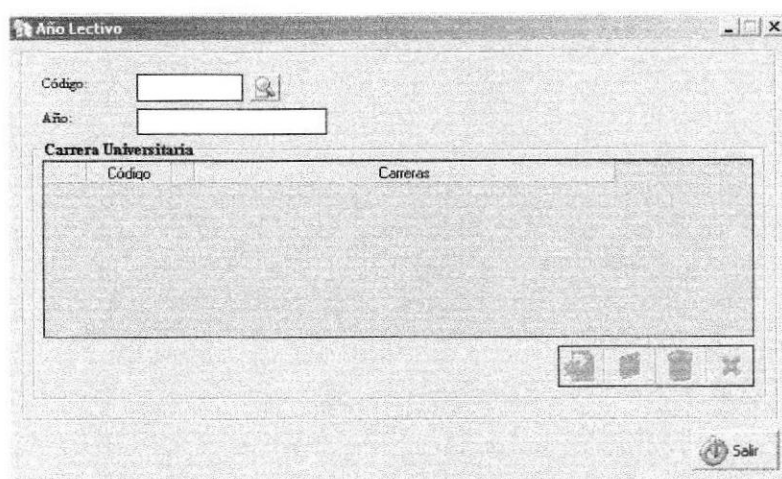 Año Lectivo
Código:
Año:
Carrera Universitaria
Código Carreras
Salir